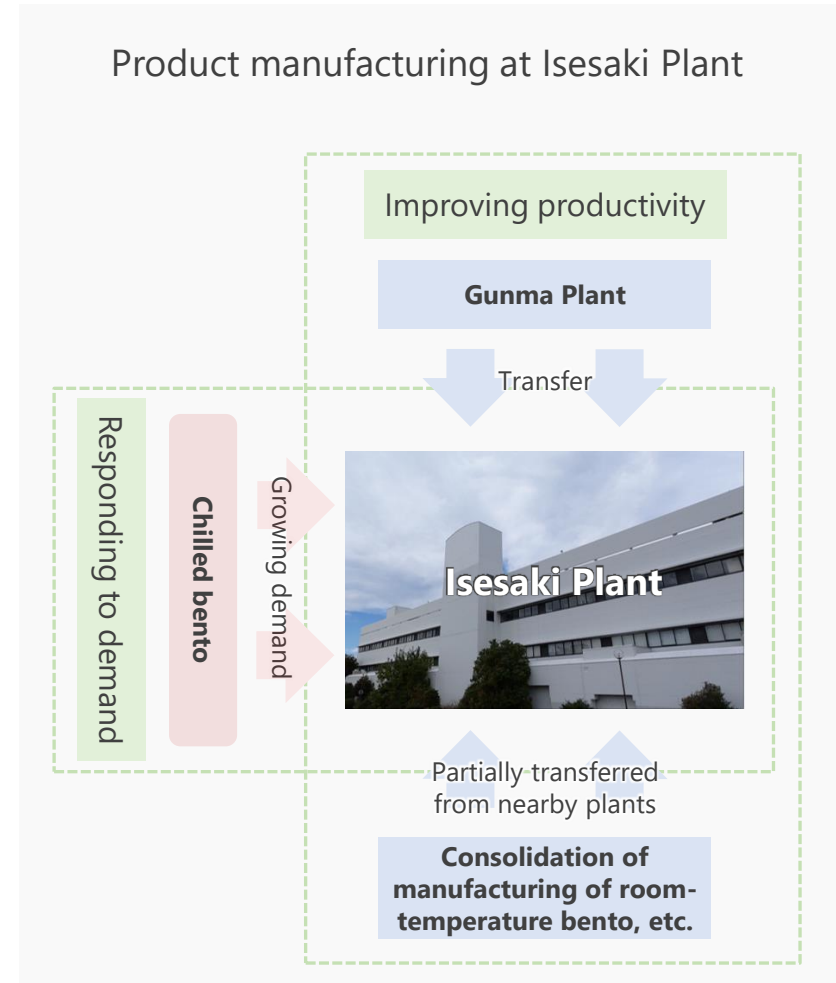 Product manufacturing at Isesaki Plant
Improving productivity
Gunma Plant
Transfer
Responding to demand
Chilled bento
Growing demand
Isesaki Plant
Partially transferred
from nearby plants
Consolidation of
manufacturing of room-
temperature bento, etc.